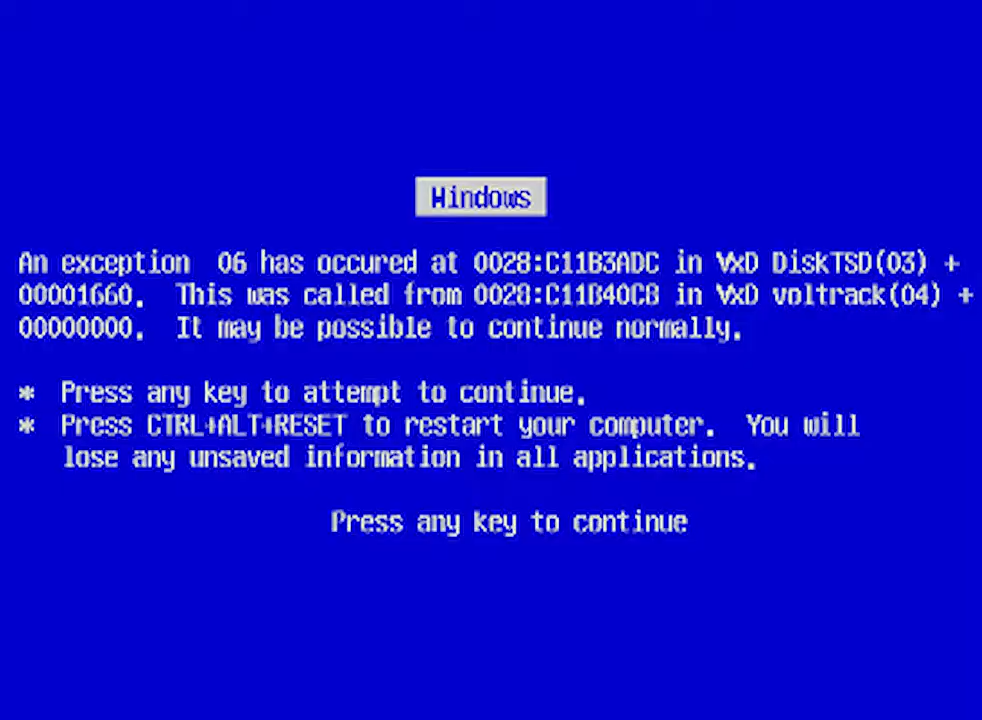 Windows
An exception 06 has occured at 0028:C11B3ADC in VxD DiskTSD(03) +
00001660. This was called from 0028:C11B40C8 in VxD voltrack(04) +
00000000. It may be possible to continue normally.
* Press any key to attempt to continue.
* Press CTRL+ALT+RESET to restart your computer. You will
lose any unsaved information in all applications.
Press any key to continue